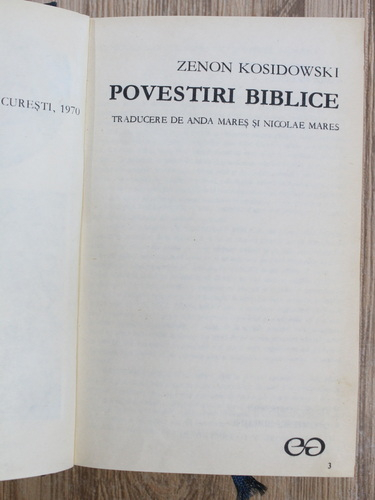 CUREȘTI, 1970
ZENON KOSIDOWSKI
POVESTIRI BIBLICE
TRADUCERE DE ANDA MAREȘ ȘI NICOLAE MAREȘ
3